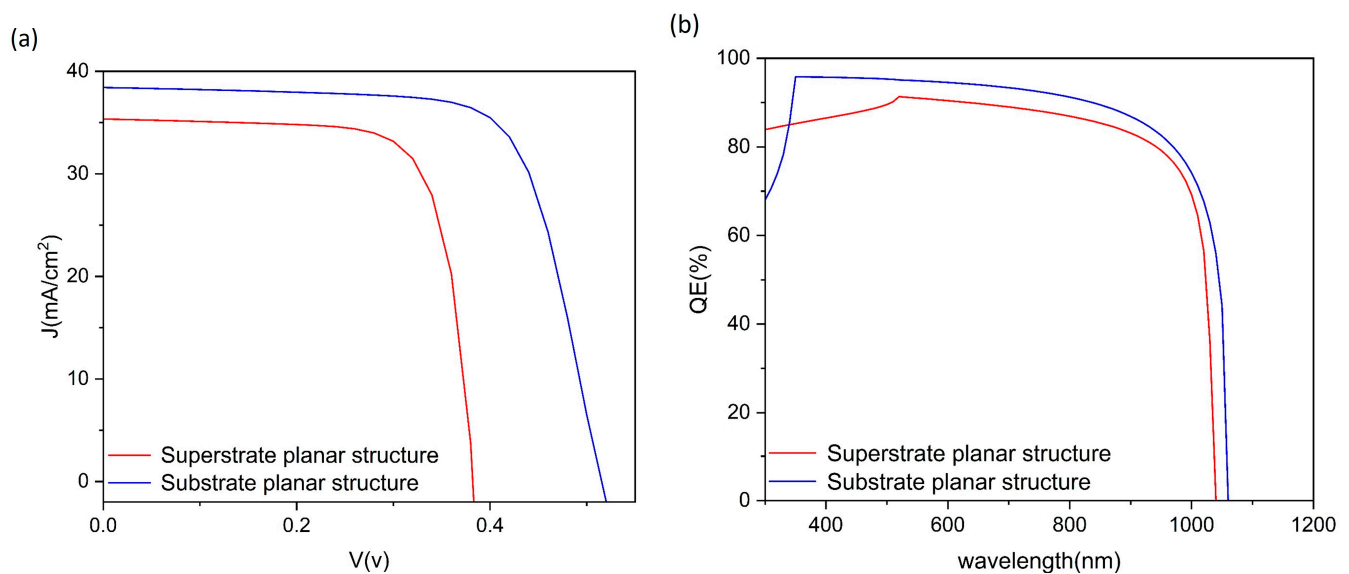 (a)
40
30
20
10
0
J(mA/cm²)
0.0
0.2
0.4
V(v)
Superstrate planar structure
Substrate planar structure
(b)
100
80
60
40
20
0
QE(%)
400
600
800
1000
1200
wavelength(nm)
Superstrate planar structure
Substrate planar structure